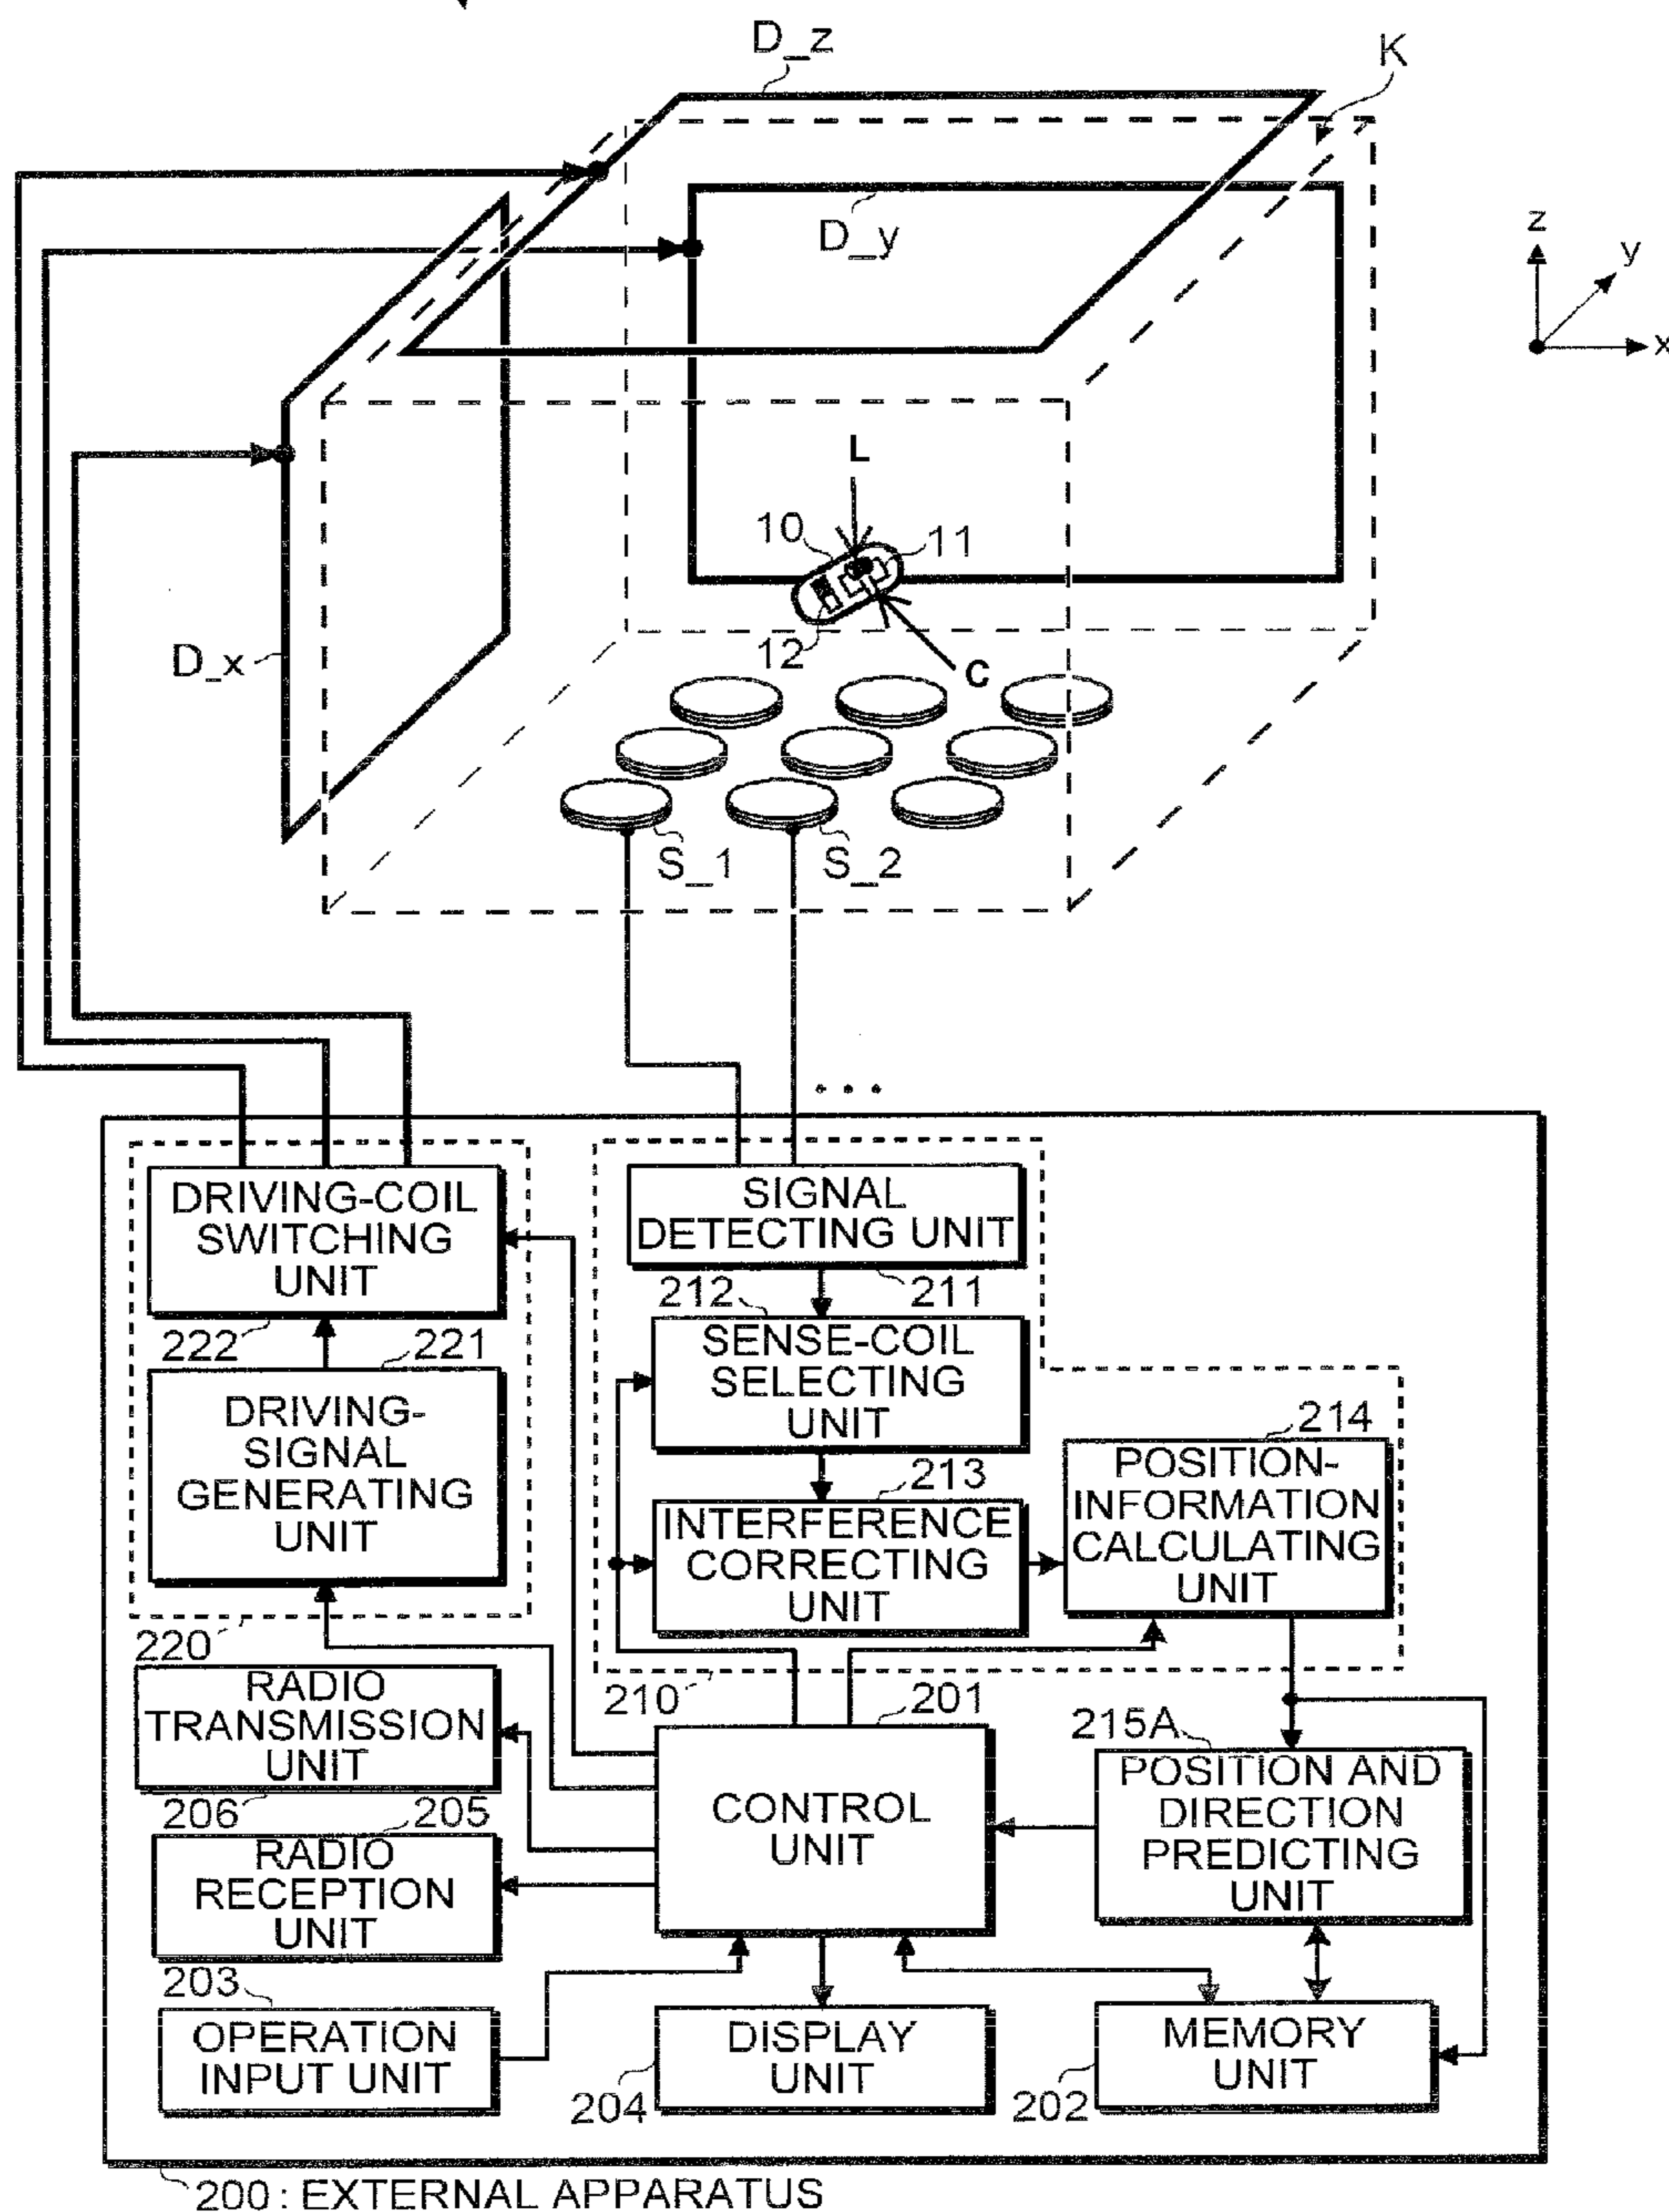 D_z
K
D_y
z
y
x
L
10
11
12
C
D_x
S_1
S_2
...
DRIVING-COIL
SWITCHING
UNIT
222
221
DRIVING-
SIGNAL
GENERATING
UNIT
220
SIGNAL
DETECTING UNIT
212
211
SENSE-COIL
SELECTING
UNIT
213
INTERFERENCE
CORRECTING
UNIT
214
POSITION-
INFORMATION
CALCULATING
UNIT
210
RADIO
TRANSMISSION
UNIT
206
205
RADIO
RECEPTION
UNIT
201
CONTROL
UNIT
215A
POSITION AND
DIRECTION
PREDICTING
UNIT
203
OPERATION
INPUT UNIT
204
DISPLAY
UNIT
202
MEMORY
UNIT
200 : EXTERNAL APPARATUS